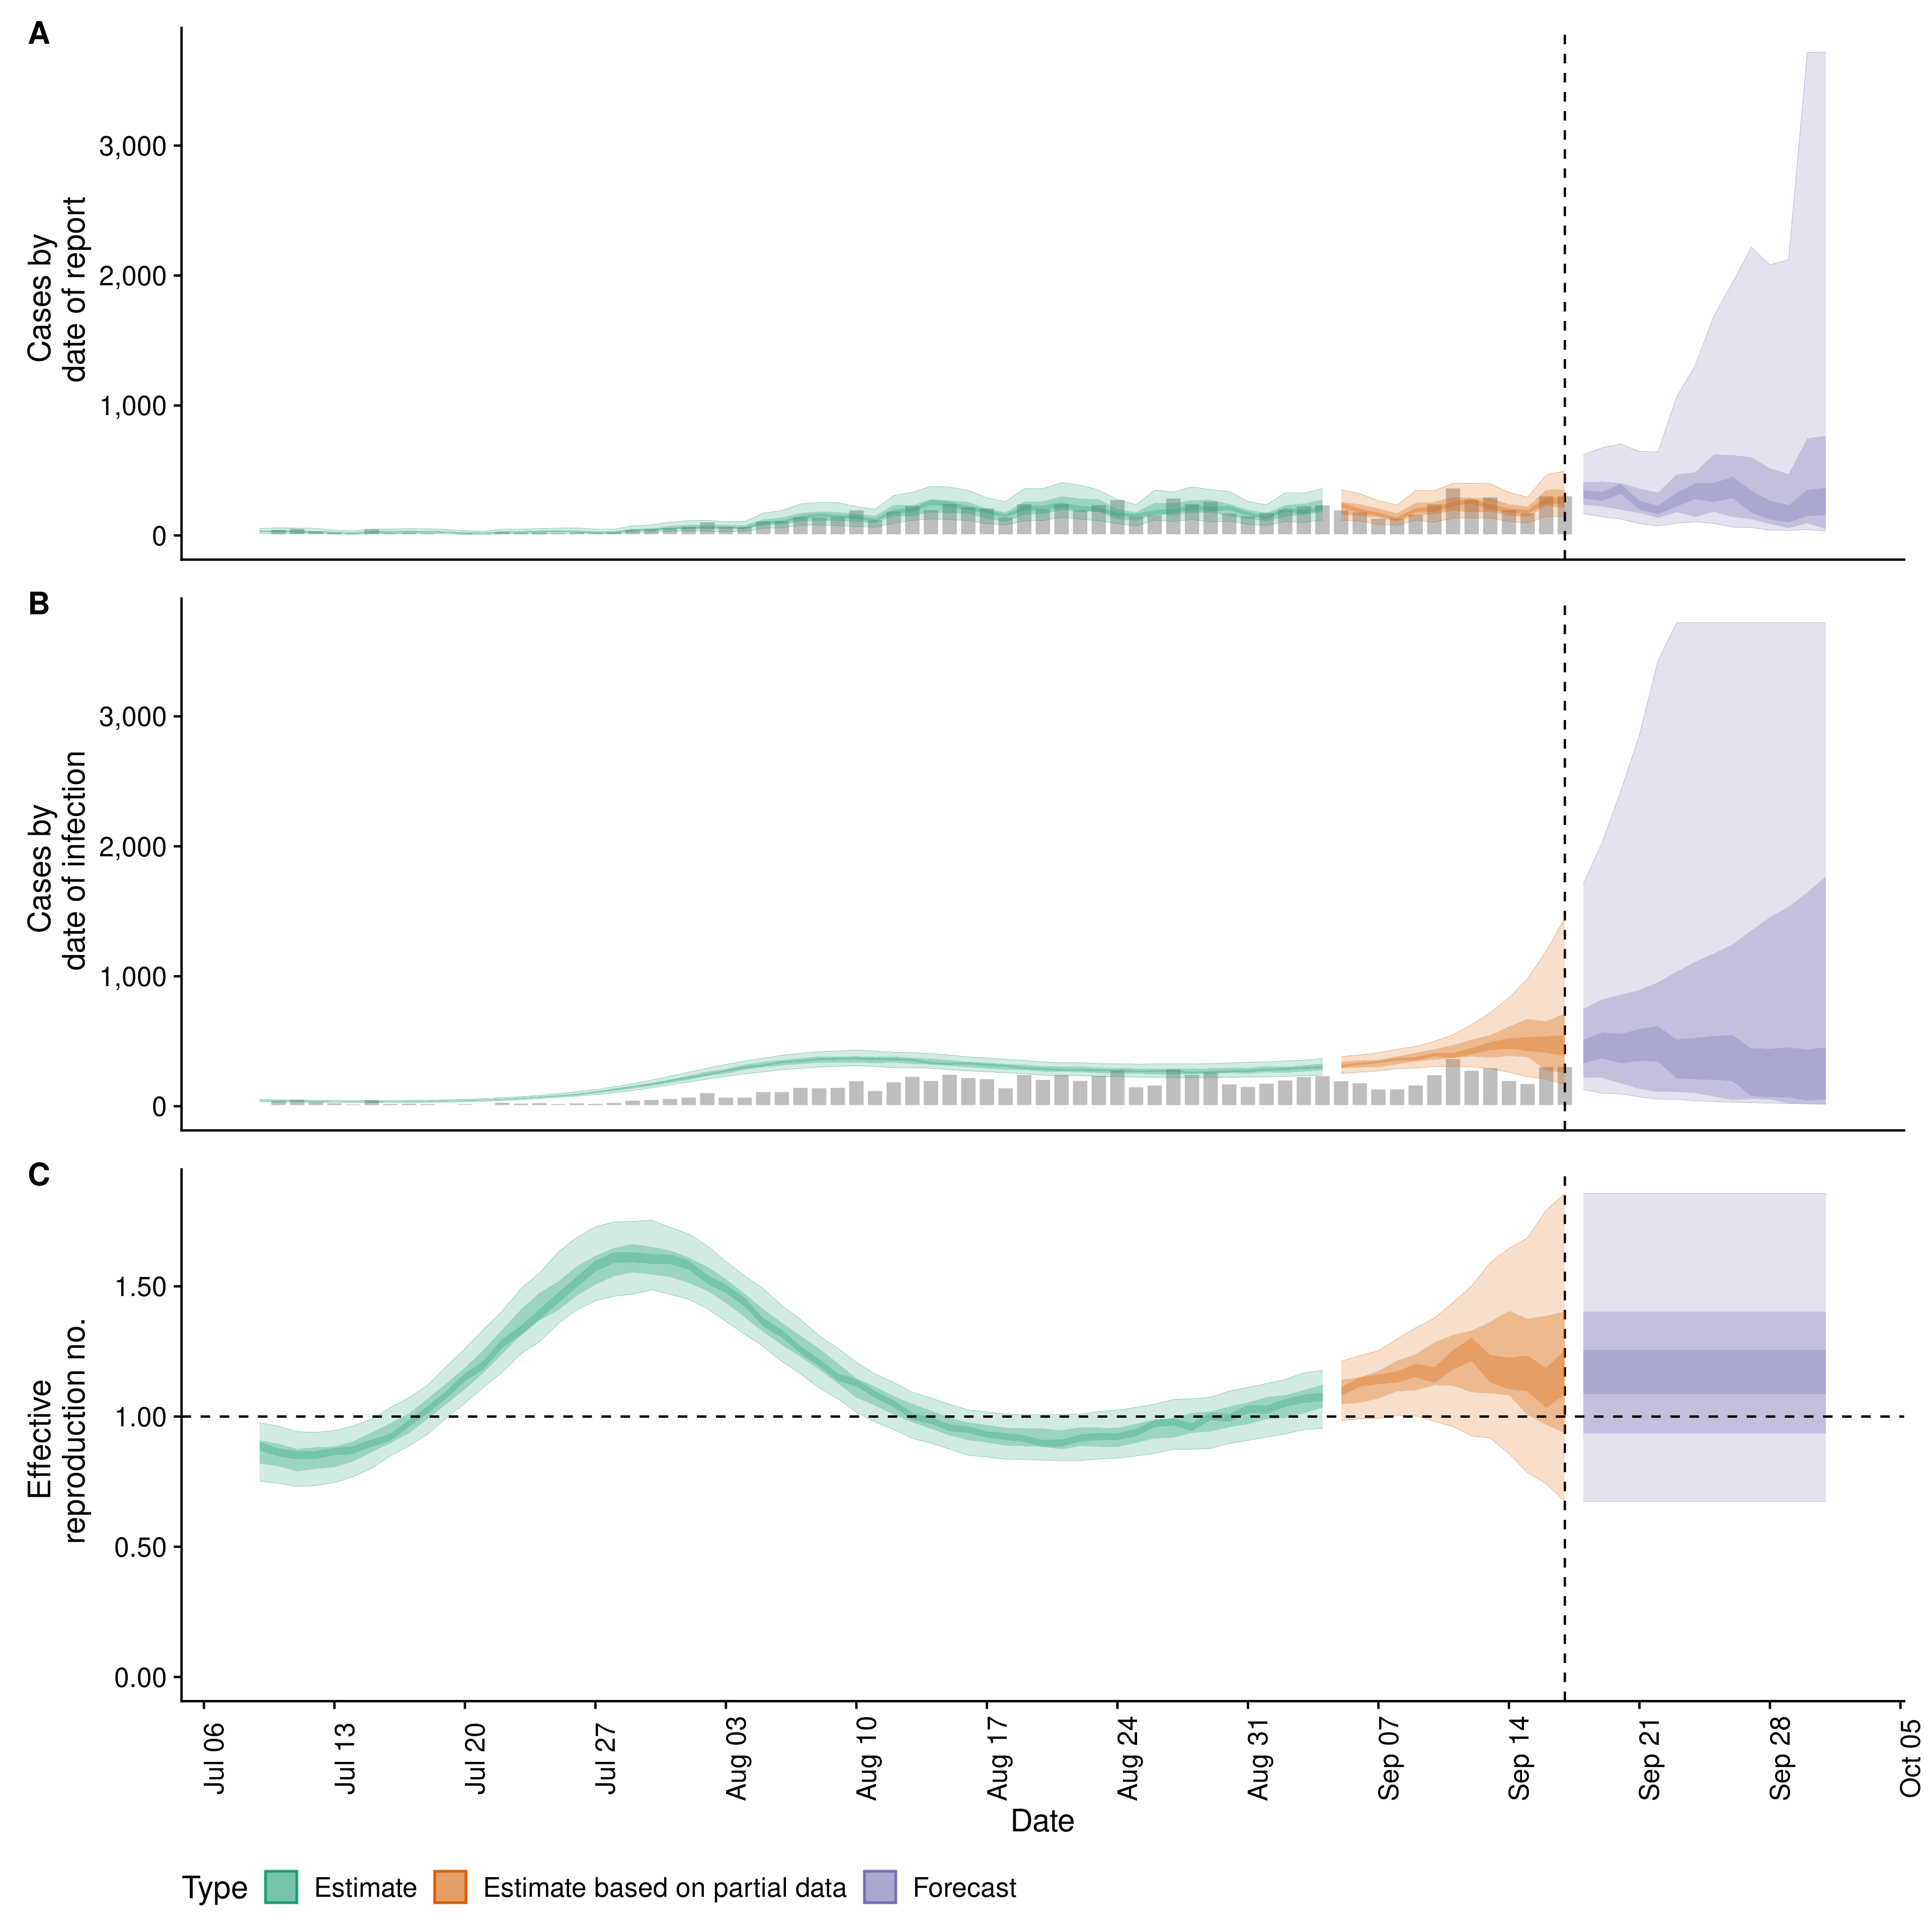 A
Cases by
date of report
3,000
2,000
1,000
0
B
Cases by
date of infection
3,000
2,000
1,000
0
C
Effective
reproduction no.
1.50
1.00
0.50
0.00
Jul 06
Jul 13
Jul 20
Jul 27
Aug 03
Aug 10
Aug 17
Aug 24
Aug 31
Sep 07
Sep 14
Sep 21
Sep 28
Oct 05
Date
Type Estimate Estimate based on partial data Forecast